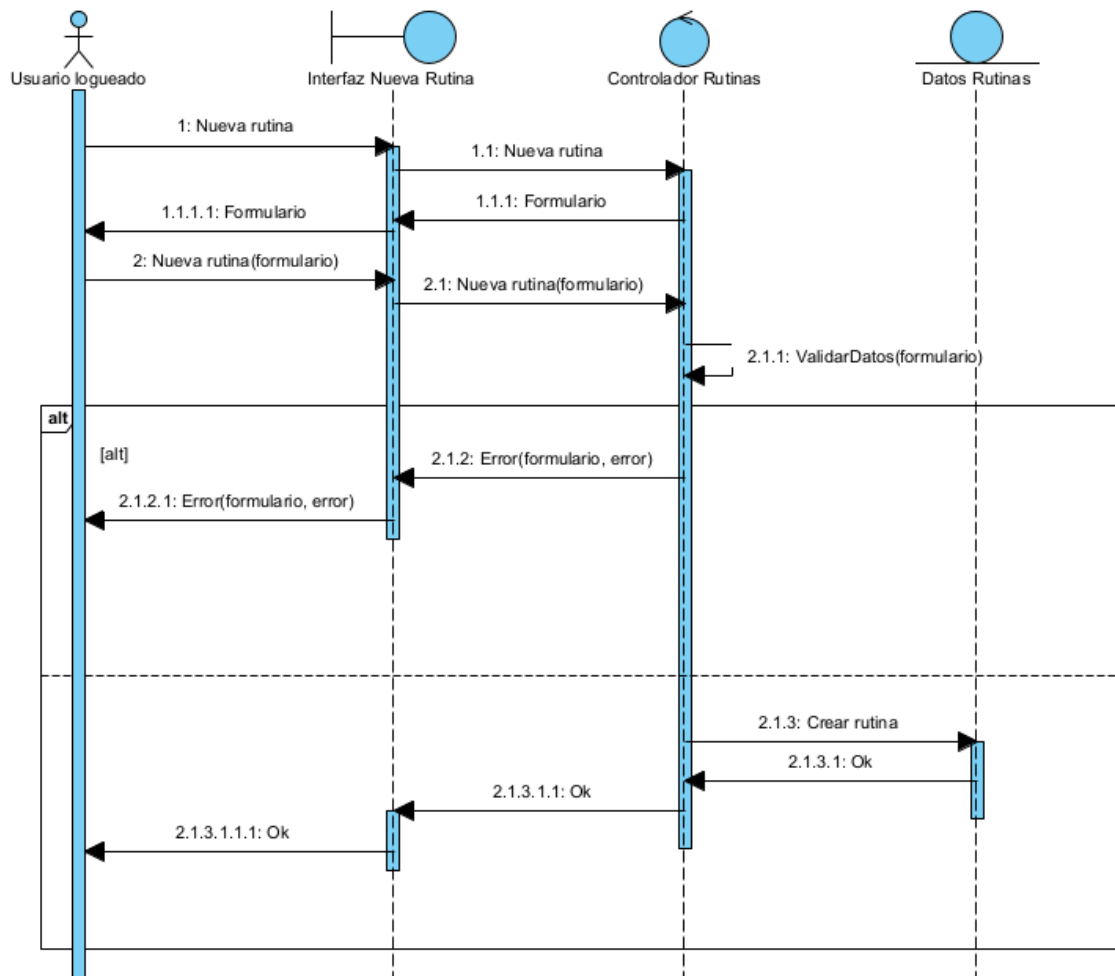 Usuario logueado
Interfaz Nueva Rutina
Controlador Rutinas
Datos Rutinas
1: Nueva rutina
1.1: Nueva rutina
1.1.1: Formulario
1.1.1.1: Formulario
2: Nueva rutina(formulario)
2.1: Nueva rutina(formulario)
2.1.1: ValidarDatos(formulario)
alt
[alt]
2.1.2: Error(formulario, error)
2.1.2.1: Error(formulario, error)
2.1.3: Crear rutina
2.1.3.1: Ok
2.1.3.1.1: Ok
2.1.3.1.1.1: Ok